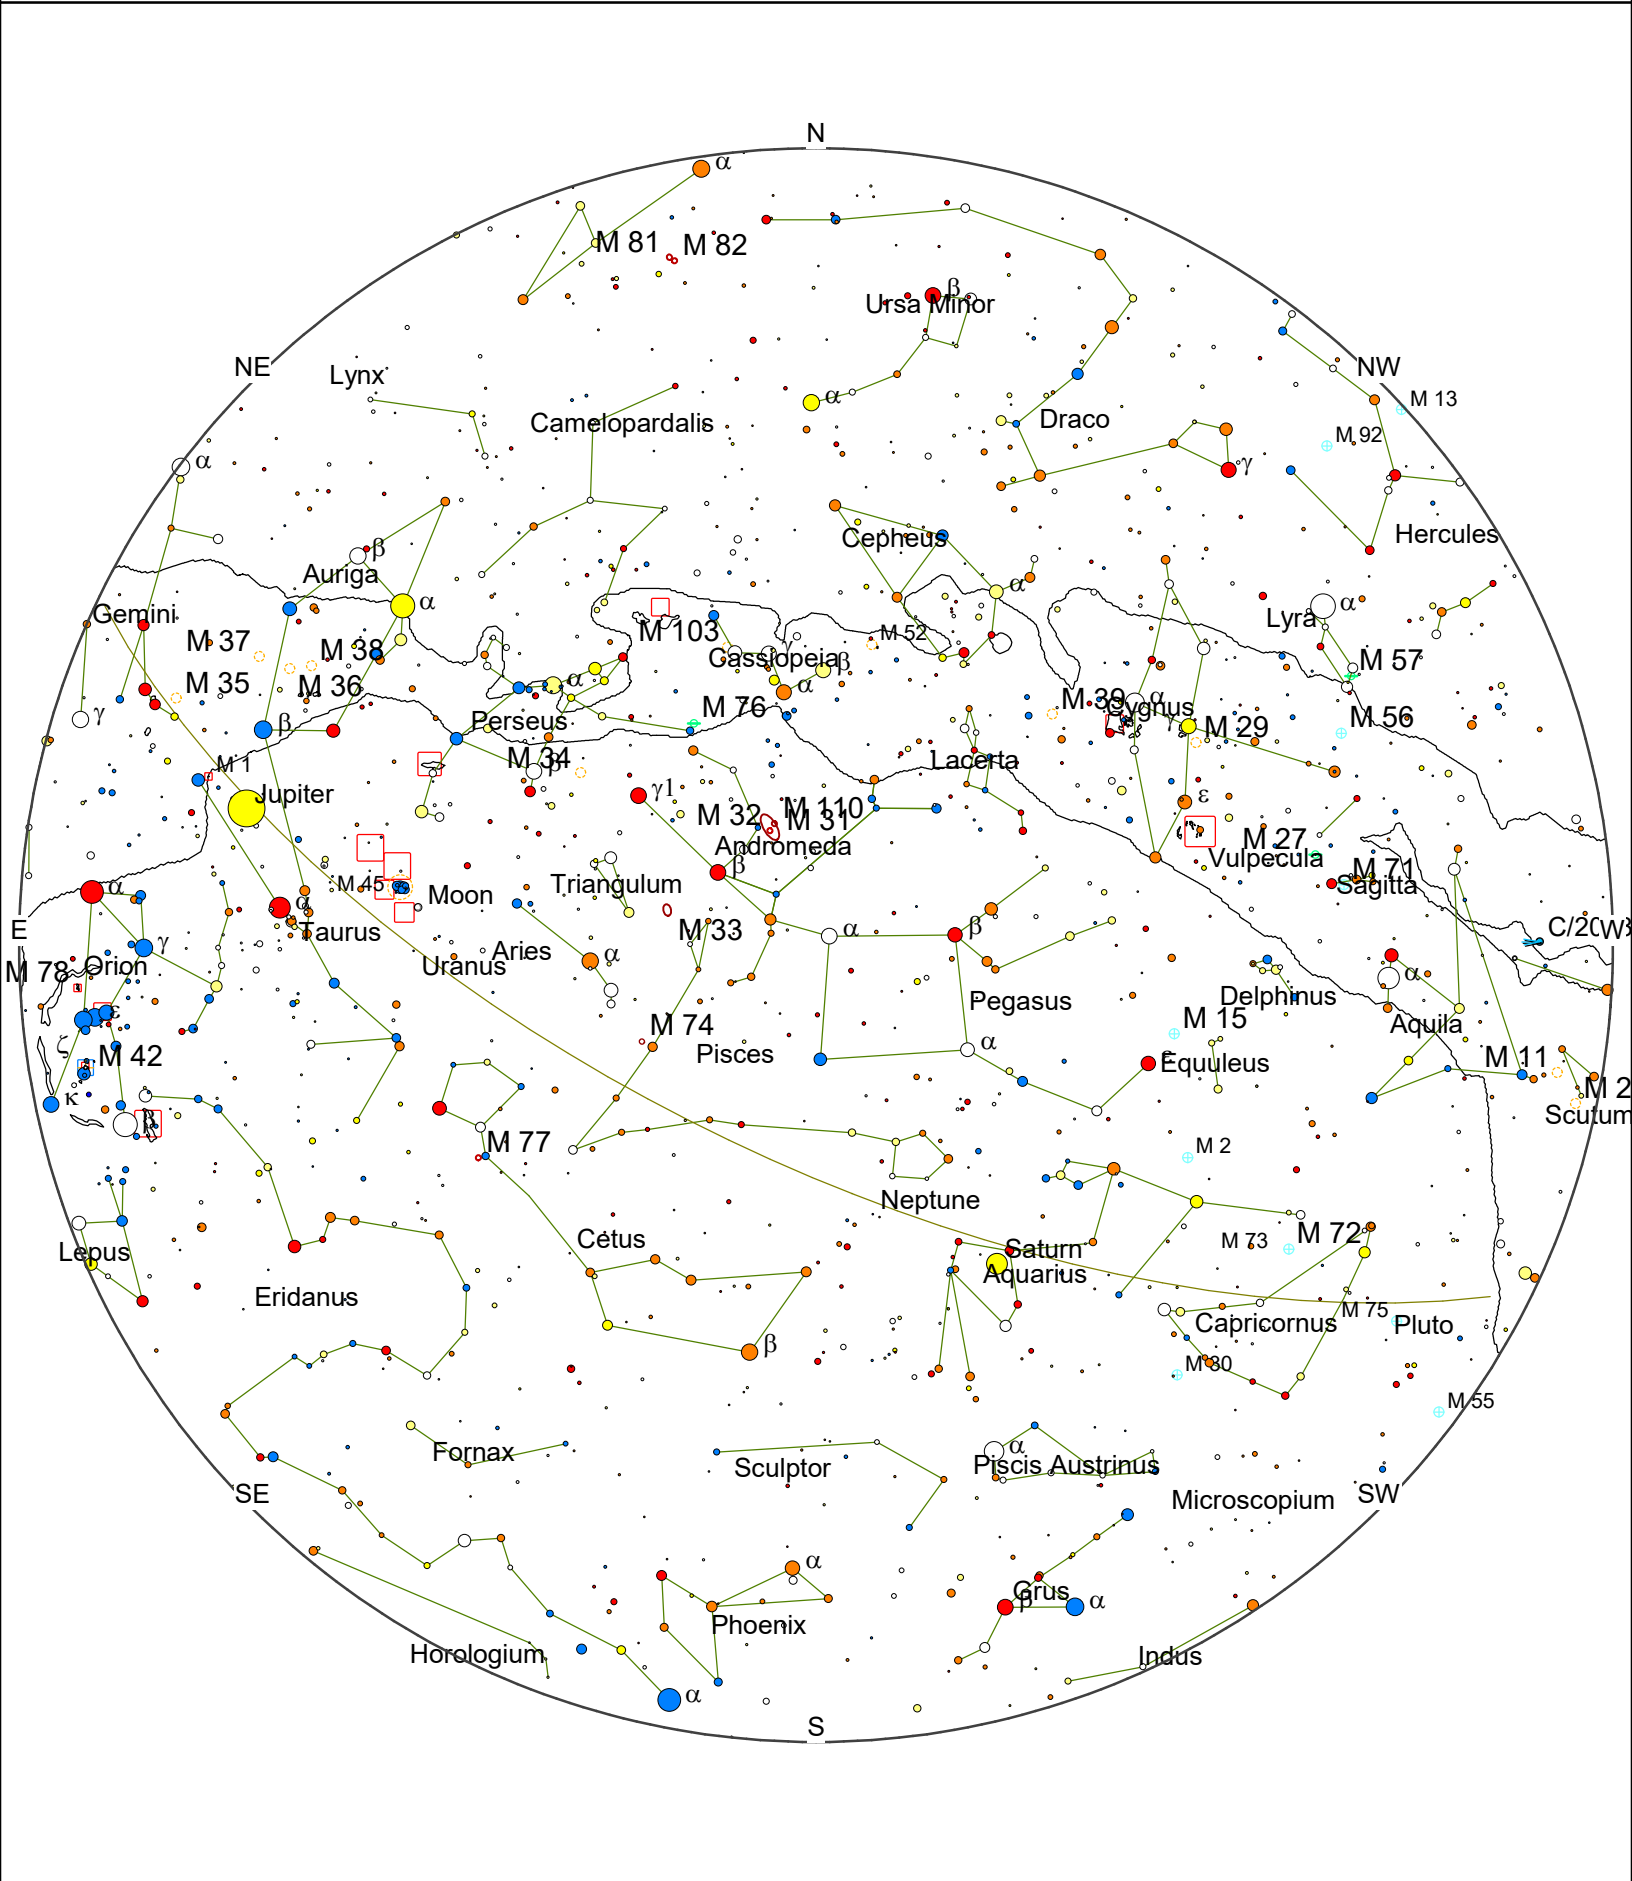 N
α
M 81
M 82
β
Ursa Minor
NE
Lynx
NW
α
M 13
Camelopardalis
Draco
M 92
α
γ
Cepheus
Hercules
β
Auriga
α
α
α
Gemini
Lyra
M 37
M 38
M 103
γ
M 52
Cassiopeia
β
M 57
M 35
M 36
α
α
M 39
α
Cygnus
γ
γ
β
Perseus
M 76
M 29
M 56
M 34
β
Lacerta
M 1
Jupiter
γ1
ε
M 32
M 110
M 31
Andromeda
M 27
Vulpecula
M 71
Sagitta
β
Triangulum
M 45
Moon
α
α
Taurus
E
M 33
α
β
C/20
W
γ
Orion
M 78
Uranus
Aries
α
Pegasus
α
Delphinus
ε
Aquila
M 15
M 74
Pisces
α
ζ
M 42
ε
Equuleus
M 11
M 2
Scutum
κ
β
M 77
M 2
Neptune
Lepus
Cetus
Saturn
Aquarius
M 73
M 72
Eridanus
Capricornus
M 75
Pluto
β
M 30
M 55
Fornax
Sculptor
α
Piscis Austrinus
SE
Microscopium
SW
α
Grus
β
α
Phoenix
Horologium
Indus
α
S